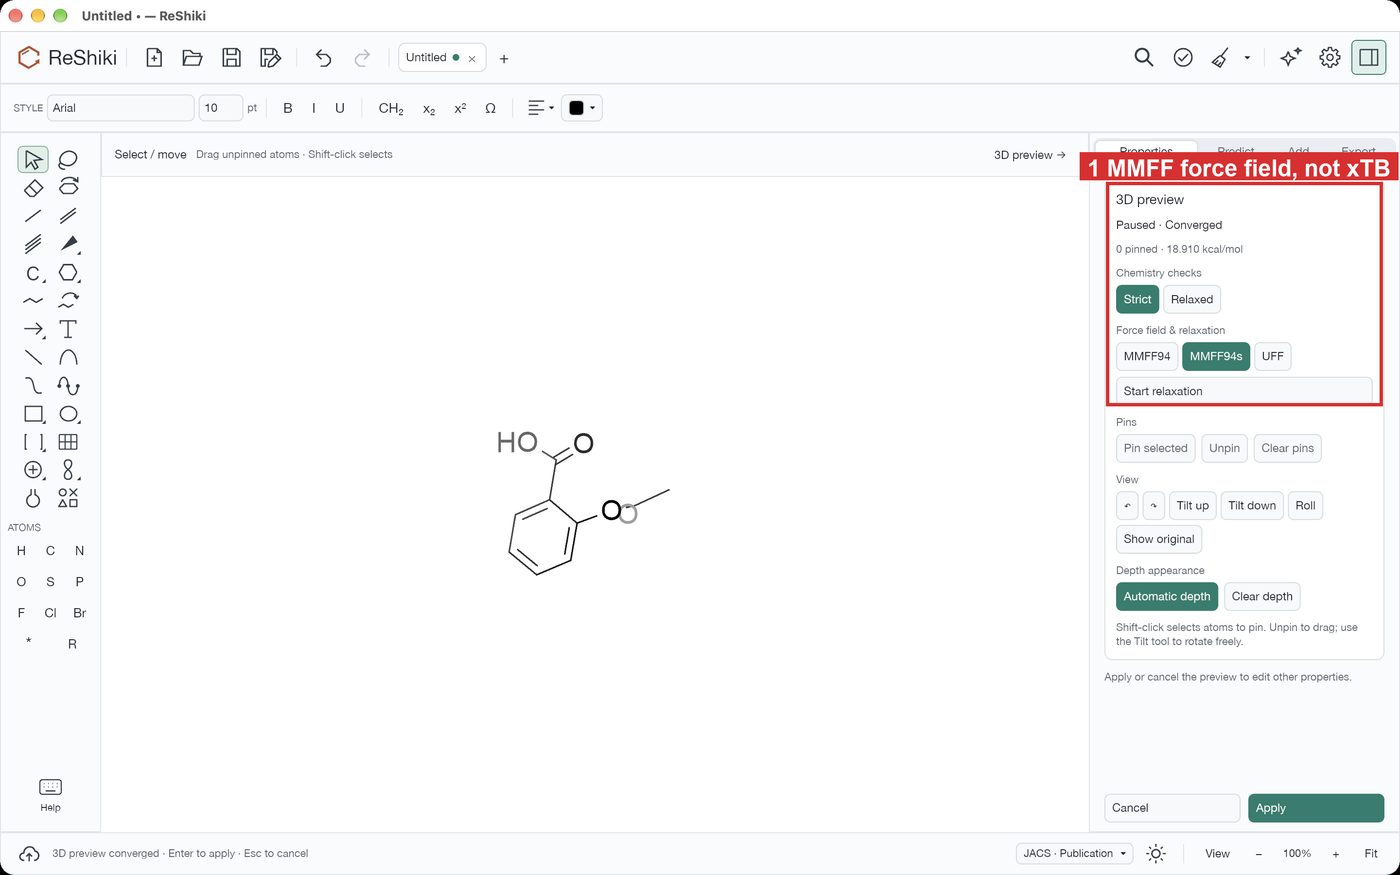 Untitled • — ReShiki
ReShiki
Untitled
STYLE Arial 10 pt B I U CH2 x2 x2 Ω
Select / move Drag unpinned atoms · Shift-click selects 3D preview →
Properties Predict Add Export
1 MMFF force field, not xTB
3D preview
Paused · Converged
0 pinned · 18.910 kcal/mol
Chemistry checks
Strict Relaxed
Force field & relaxation
MMFF94 MMFF94s UFF
Start relaxation
Pins
Pin selected Unpin Clear pins
View
↶ ↷ Tilt up Tilt down Roll
Show original
Depth appearance
Automatic depth Clear depth
Shift-click selects atoms to pin. Unpin to drag; use
the Tilt tool to rotate freely.
Apply or cancel the preview to edit other properties.
Cancel Apply
HO O
O O
C
T
ATOMS
H C N
O S P
F Cl Br
* R
Help
3D preview converged · Enter to apply · Esc to cancel
JACS · Publication View − 100% + Fit